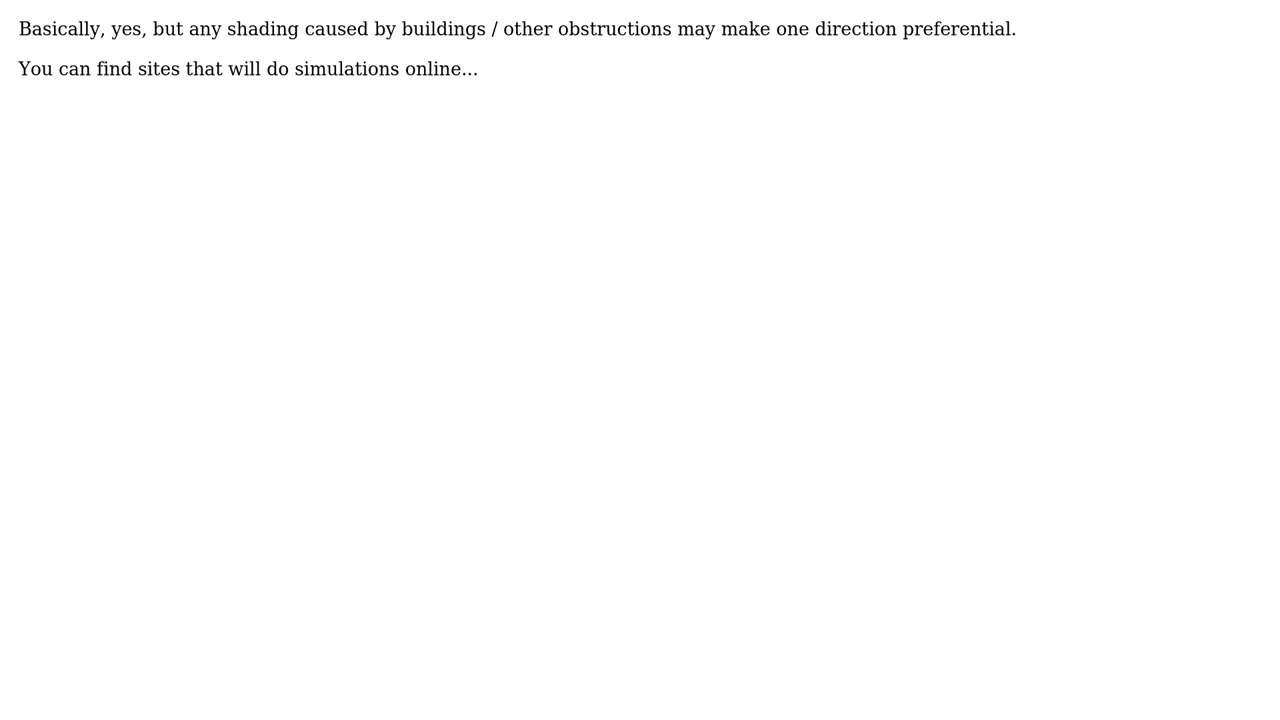 Basically, yes, but any shading caused by buildings / other obstructions may make one direction preferential.
You can find sites that will do simulations online...